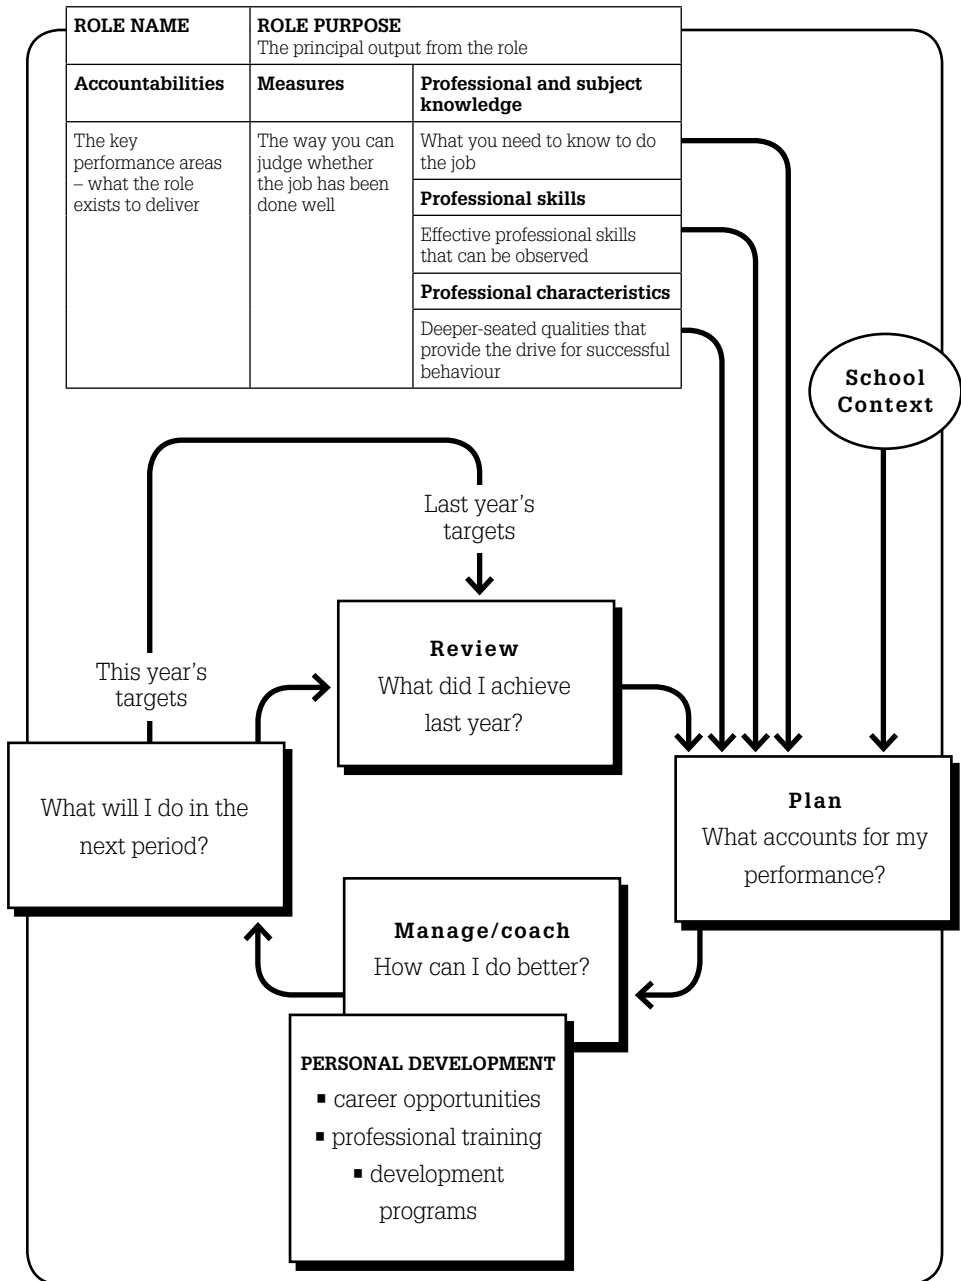 ROLE NAME
ROLE PURPOSE
The principal output from the role
Accountabilities
Measures
Professional and subject
knowledge
The key
performance areas
– what the role
exists to deliver
The way you can
judge whether
the job has been
done well
What you need to know to do
the job
Professional skills
Effective professional skills
that can be observed
Professional characteristics
Deeper-seated qualities that
provide the drive for successful
behaviour
School
Context
Last year’s
targets
This year’s
targets
Review
What did I achieve
last year?
What will I do in the
next period?
Plan
What accounts for my
performance?
Manage/coach
How can I do better?
PERSONAL DEVELOPMENT
▪ career opportunities
▪ professional training
▪ development
programs